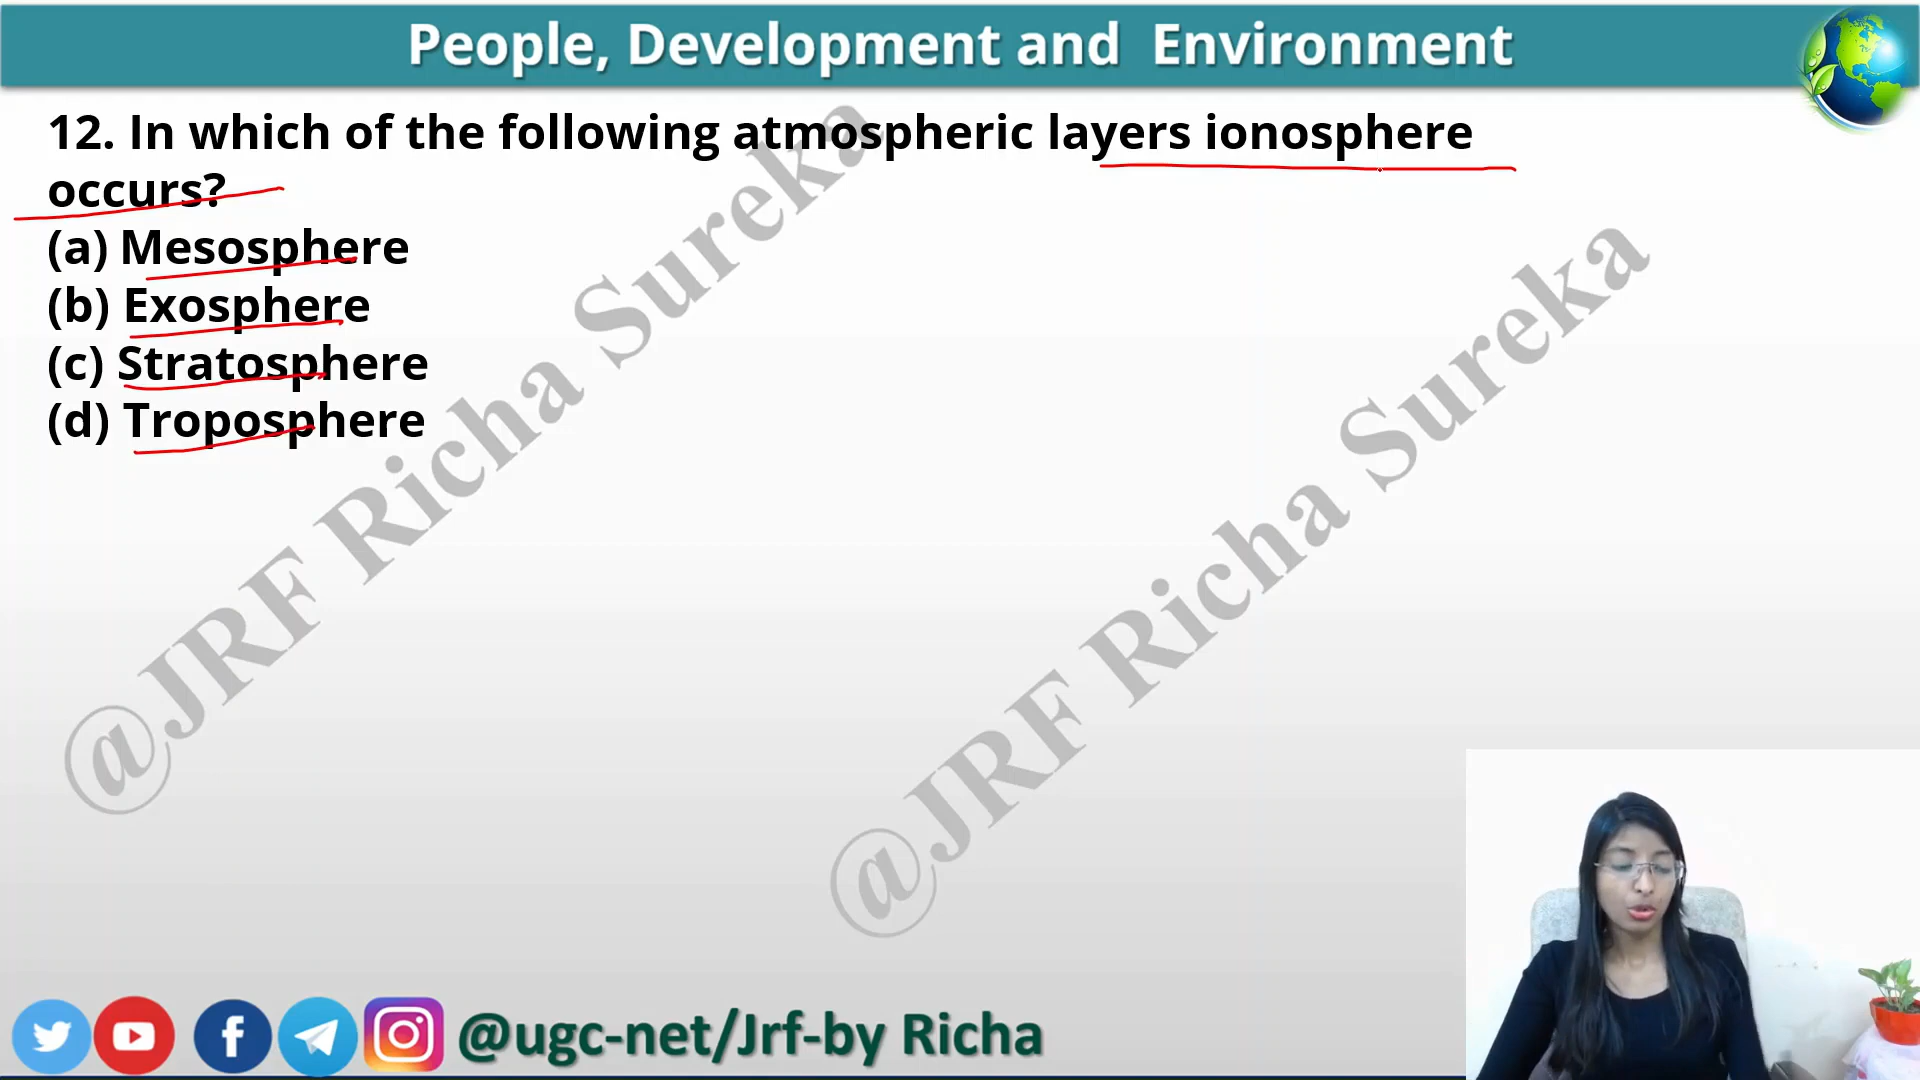 People, Development and Environment
12. In which of the following atmospheric layers ionosphere
occurs?
(a) Mesosphere
(b) Exosphere
(c) Stratosphere
(d) Troposphere
@JRF Richa Sureka
@JRF Richa Sureka
@ugc-net/Jrf-by Richa